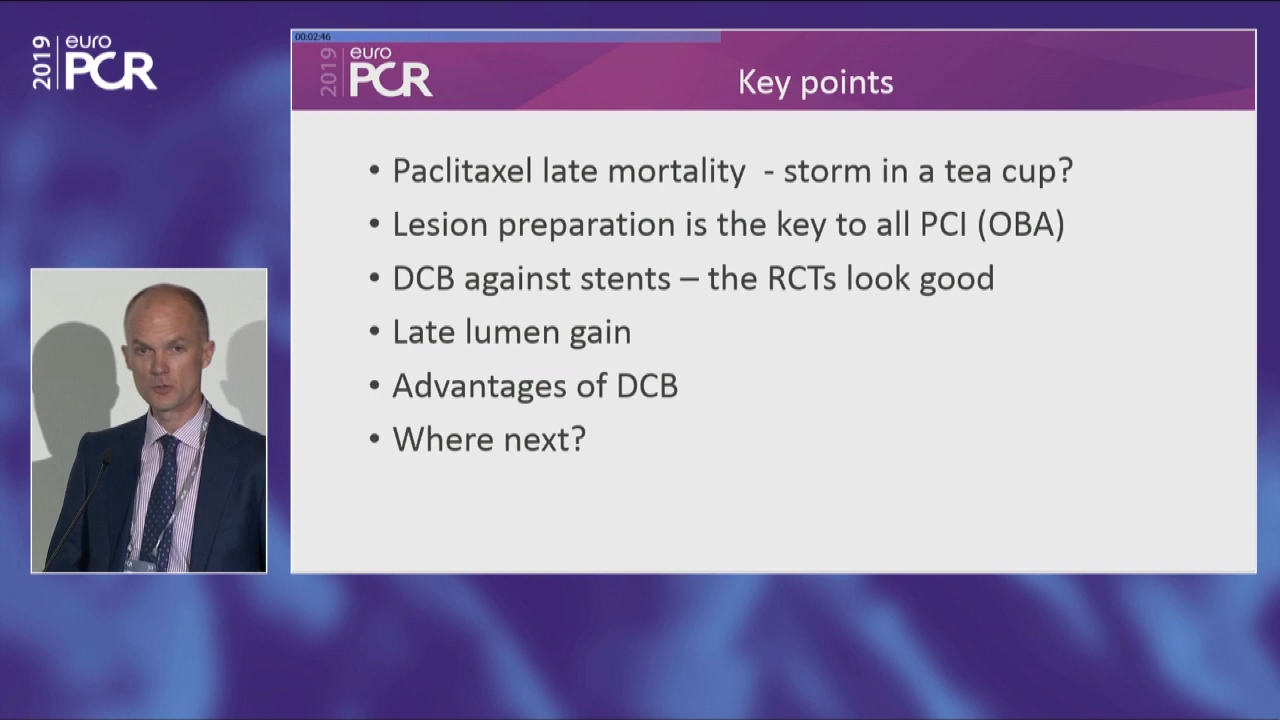 2019
euro
PCR
00:02:46
2019
euro
PCR
Key points
• Paclitaxel late mortality - storm in a tea cup?
• Lesion preparation is the key to all PCI (OBA)
• DCB against stents – the RCTs look good
• Late lumen gain
• Advantages of DCB
• Where next?